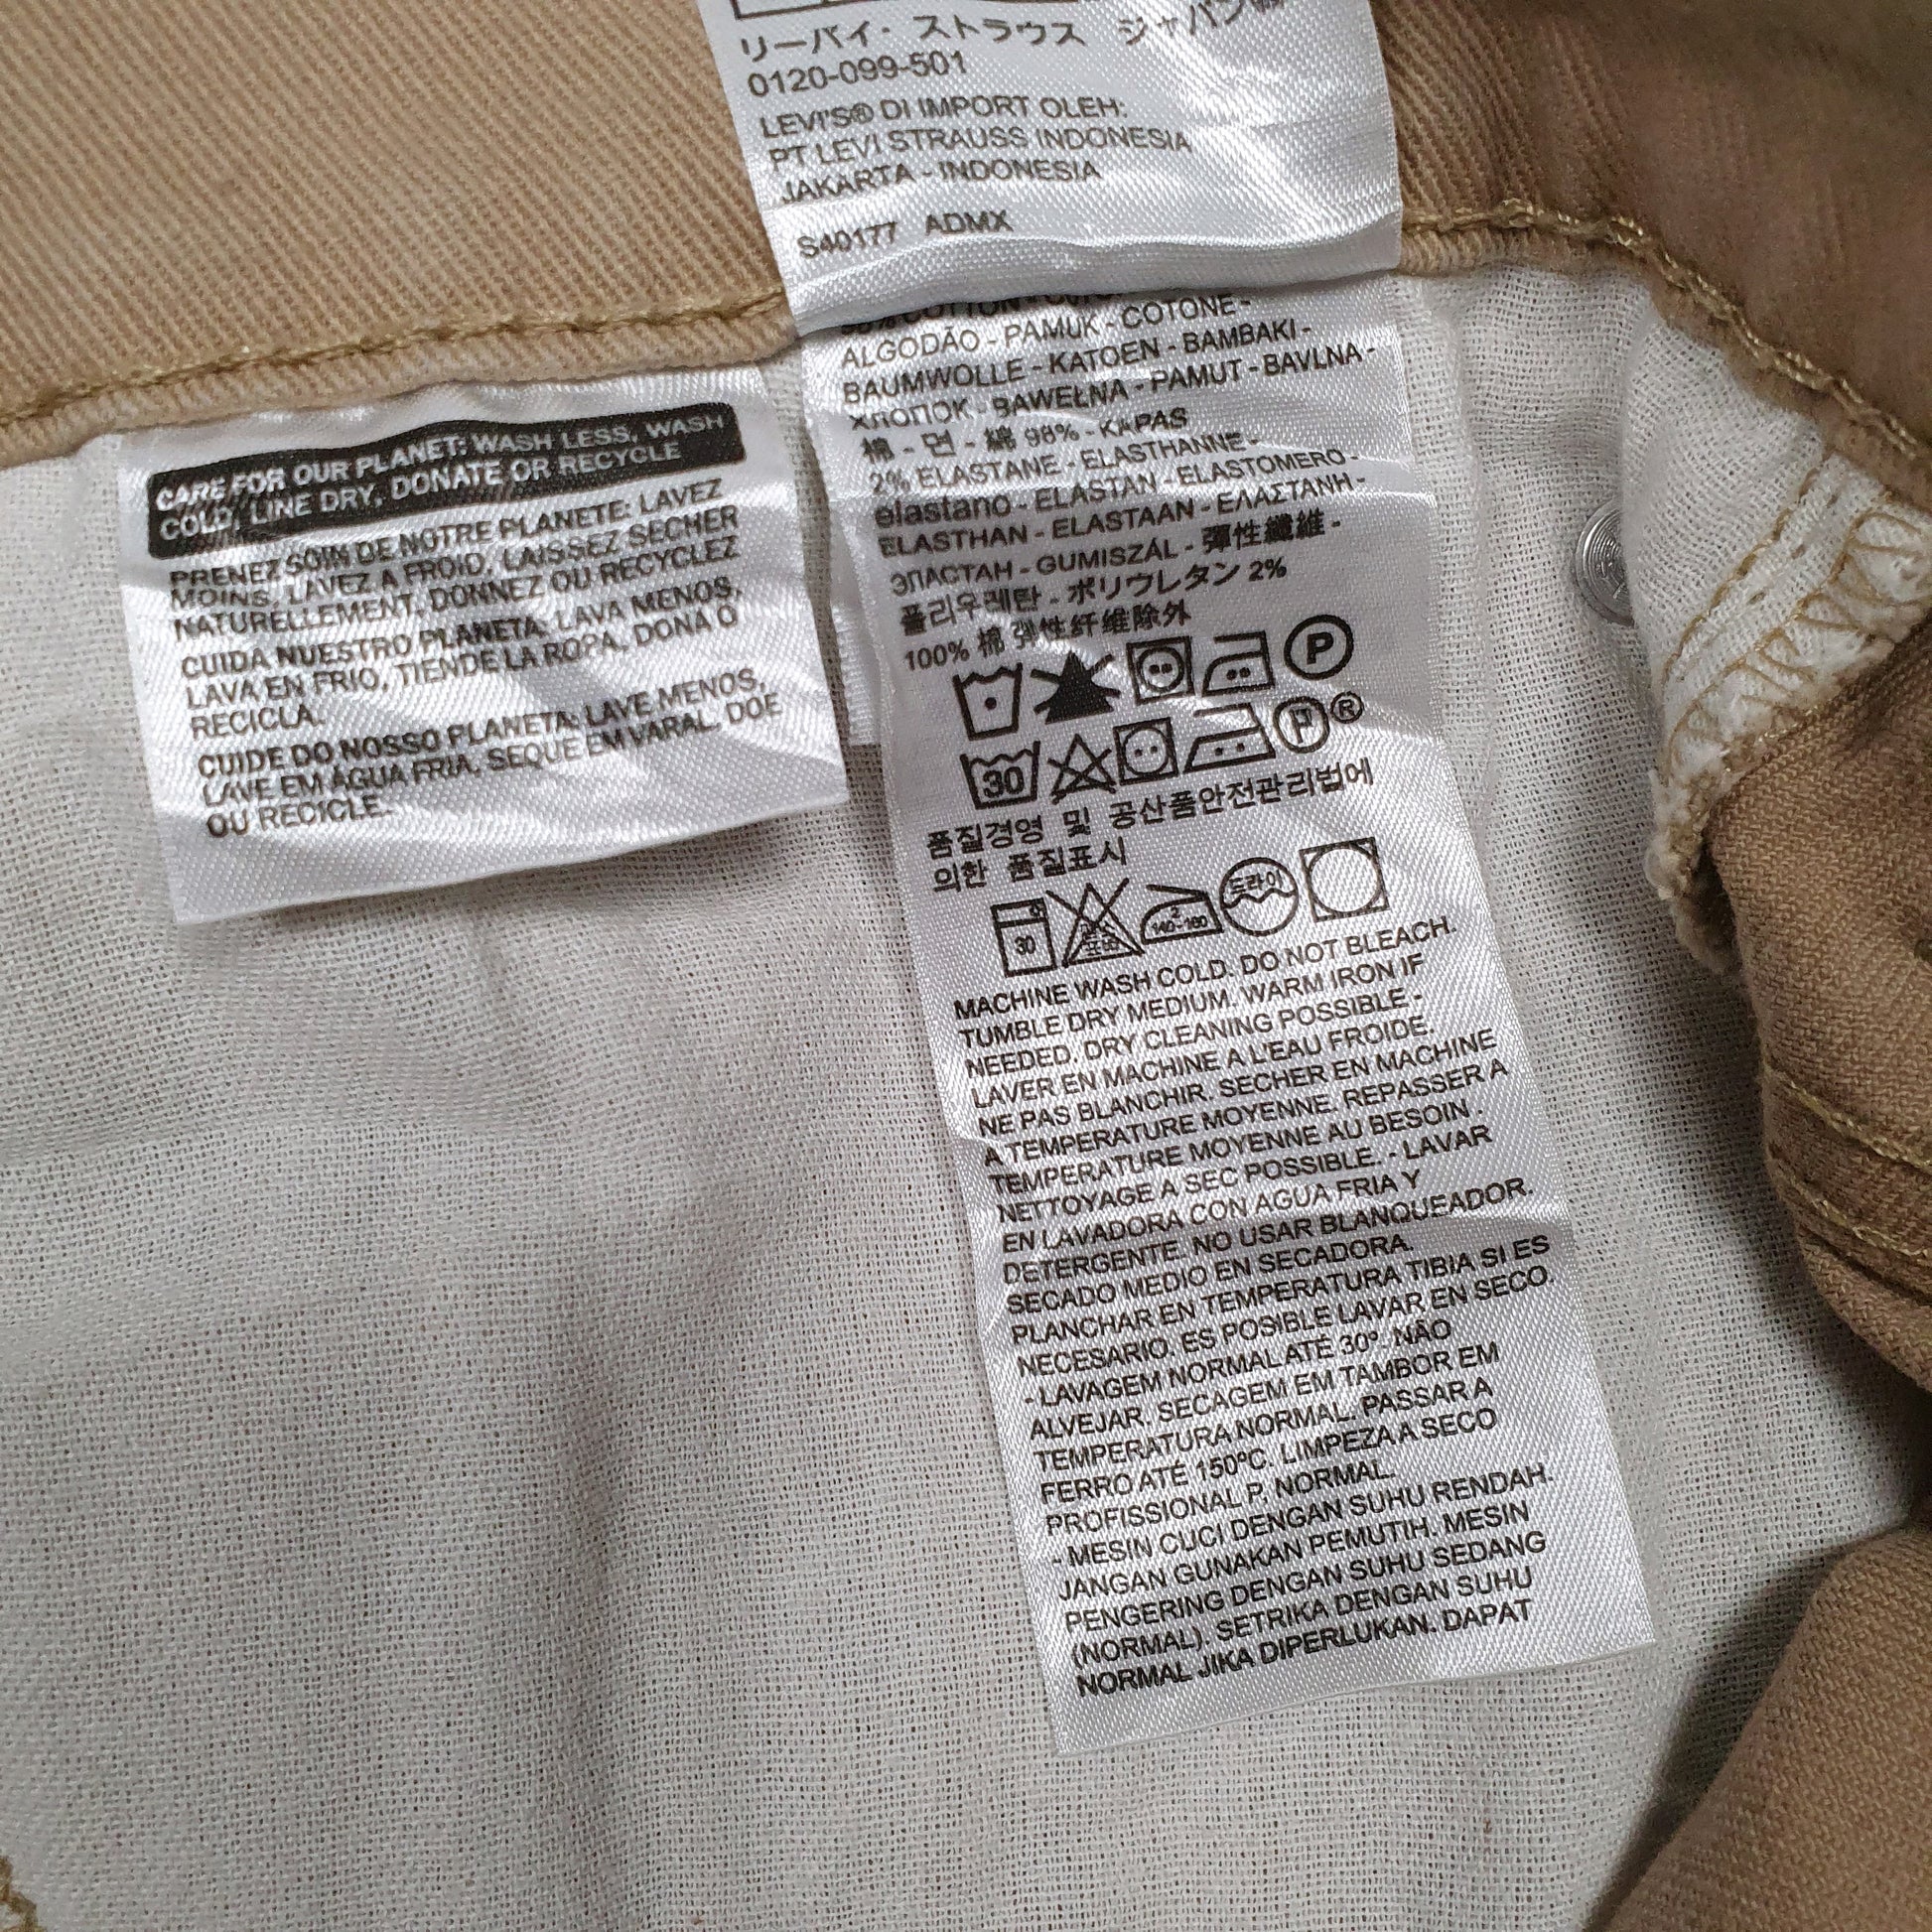 リーバイ・ストラウス ジャパン㈱
0120-099-501
LEVI'S® DI IMPORT OLEH:
PT LEVI STRAUSS INDONESIA
JAKARTA - INDONESIA
S40177 ADMX
CARE FOR OUR PLANET: WASH LESS, WASH
COLD, LINE DRY, DONATE OR RECYCLE
PRENEZ SOIN DE NOTRE PLANETE: LAVEZ
MOINS, LAVEZ A FROID, LAISSEZ SECHER
NATURELLEMENT, DONNEZ OU RECYCLEZ
CUIDA NUESTRO PLANETA: LAVA MENOS,
LAVA EN FRIO, TIENDE LA ROPA, DONA O
RECICLA.
CUIDE DO NOSSO PLANETA: LAVE MENOS,
LAVE EM ÁGUA FRIA, SEQUE EM VARAL, DOE
OU RECICLE.
COTTON
ALGODÃO - PAMUK - COTONE -
BAUMWOLLE - KATOEN - BAMBAKI -
ХЛОПОК - BAWEŁNA - PAMUT - BAVLNA -
棉 - 면 - 綿 98% - KAPAS
2% ELASTANE - ELASTHANNE -
elastano - ELASTAN - ELASTOMERO -
ELASTHAN - ELASTAAN - ΕΛΑΣΤΑΝΗ -
ЭПАСТАН - GUMISZÁL - 彈性纖維 -
폴리우레탄 - ポリウレタン 2%
100% 棉 弹性纤维除外
P
30 P ®
품질경영 및 공산품안전관리법에
의한 품질표시
30 2 140~160 드라이
MACHINE WASH COLD. DO NOT BLEACH.
TUMBLE DRY MEDIUM. WARM IRON IF
NEEDED. DRY CLEANING POSSIBLE -
LAVER EN MACHINE A L'EAU FROIDE.
NE PAS BLANCHIR. SECHER EN MACHINE
A TEMPERATURE MOYENNE. REPASSER A
TEMPERATURE MOYENNE AU BESOIN .
NETTOYAGE A SEC POSSIBLE. - LAVAR
EN LAVADORA CON AGUA FRIA Y
DETERGENTE. NO USAR BLANQUEADOR.
SECADO MEDIO EN SECADORA.
PLANCHAR EN TEMPERATURA TIBIA SI ES
NECESARIO. ES POSIBLE LAVAR EN SECO.
- LAVAGEM NORMAL ATÉ 30º. NÃO
ALVEJAR. SECAGEM EM TAMBOR EM
TEMPERATURA NORMAL. PASSAR A
FERRO ATÉ 150ºC. LIMPEZA A SECO
PROFISSIONAL P, NORMAL.
- MESIN CUCI DENGAN SUHU RENDAH.
JANGAN GUNAKAN PEMUTIH. MESIN
PENGERING DENGAN SUHU SEDANG
(NORMAL). SETRIKA DENGAN SUHU
NORMAL JIKA DIPERLUKAN. DAPAT